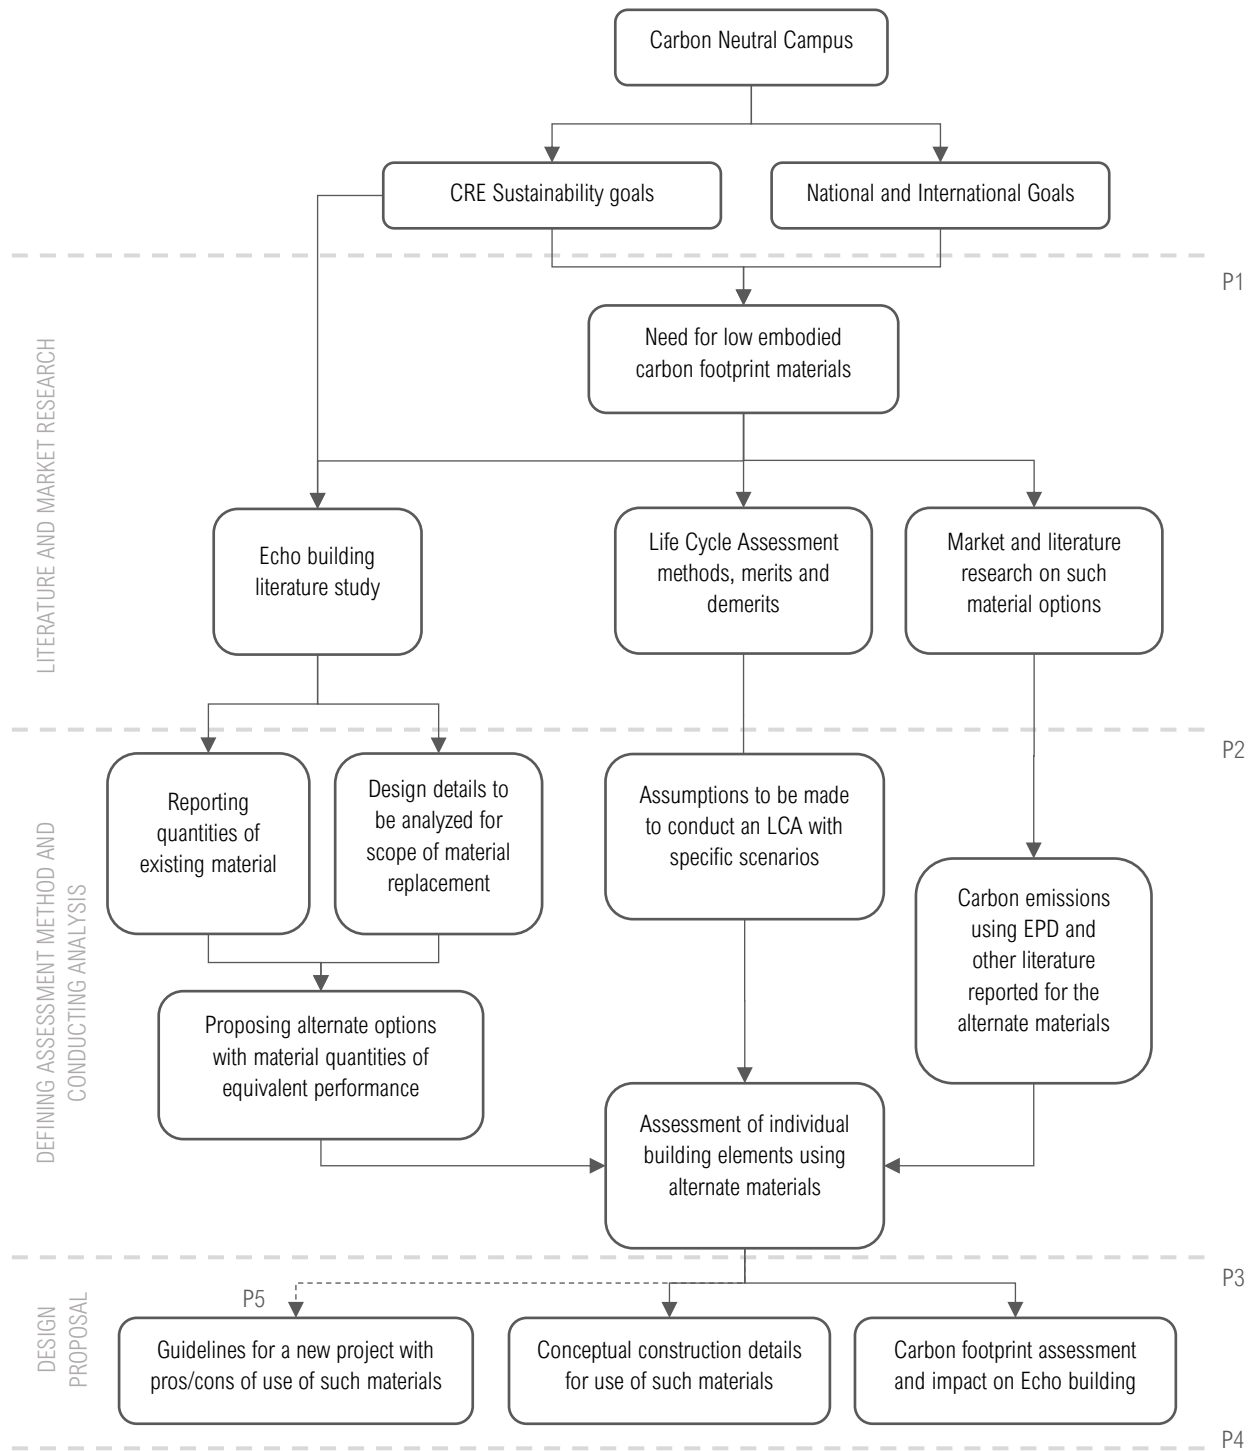 Carbon Neutral Campus
CRE Sustainability goals
National and International Goals
P1
LITERATURE AND MARKET RESEARCH
Need for low embodied
carbon footprint materials
Echo building
literature study
Life Cycle Assessment
methods, merits and
demerits
Market and literature
research on such
material options
P2
DEFINING ASSESSMENT METHOD AND
CONDUCTING ANALYSIS
Reporting
quantities of
existing material
Design details to
be analyzed for
scope of material
replacement
Assumptions to be made
to conduct an LCA with
specific scenarios
Carbon emissions
using EPD and
other literature
reported for the
alternate materials
Proposing alternate options
with material quantities of
equivalent performance
Assessment of individual
building elements using
alternate materials
P3
DESIGN
PROPOSAL
P5
Guidelines for a new project with
pros/cons of use of such materials
Conceptual construction details
for use of such materials
Carbon footprint assessment
and impact on Echo building
P4